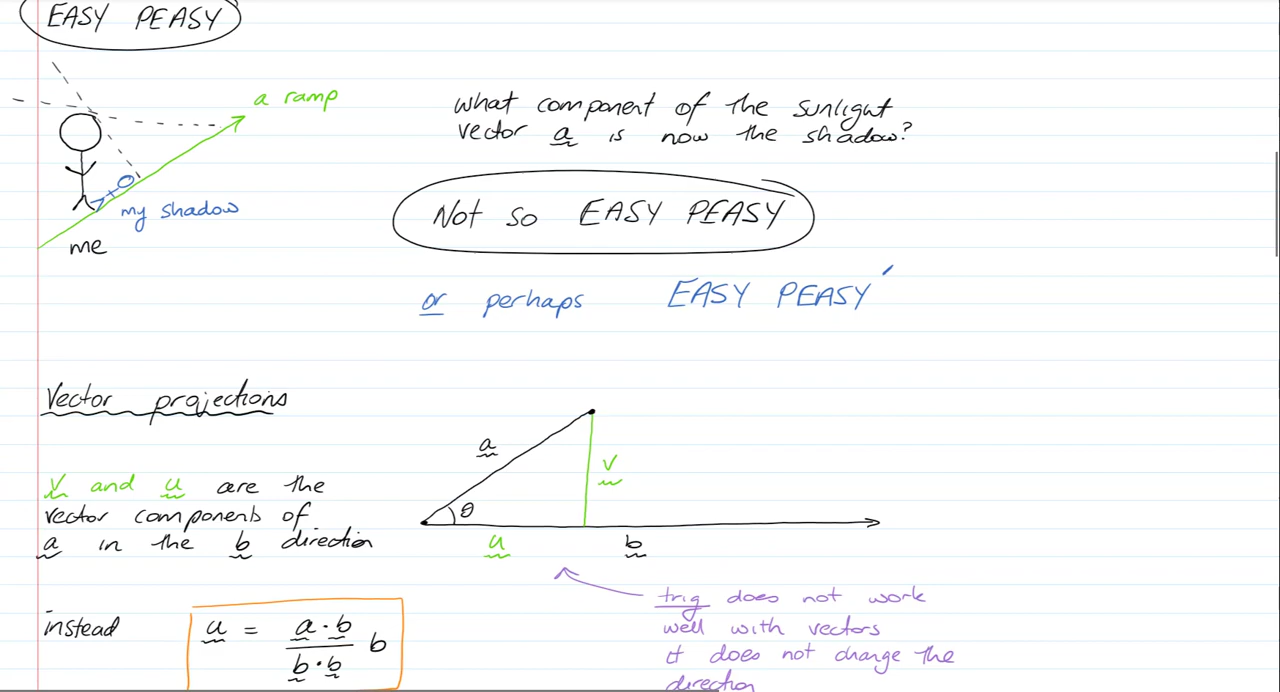 EASY PEASY
a ramp
What component of the sunlight
vector a is now the shadow?
my shadow
me
Not so EASY PEASY
or perhaps EASY PEASY
Vector projections
a
v
θ
u
b
v and u are the
vector components of
a in the b direction
trig does not work
well with vectors
it does not change the
direction
instead
u = a · b / b · b b